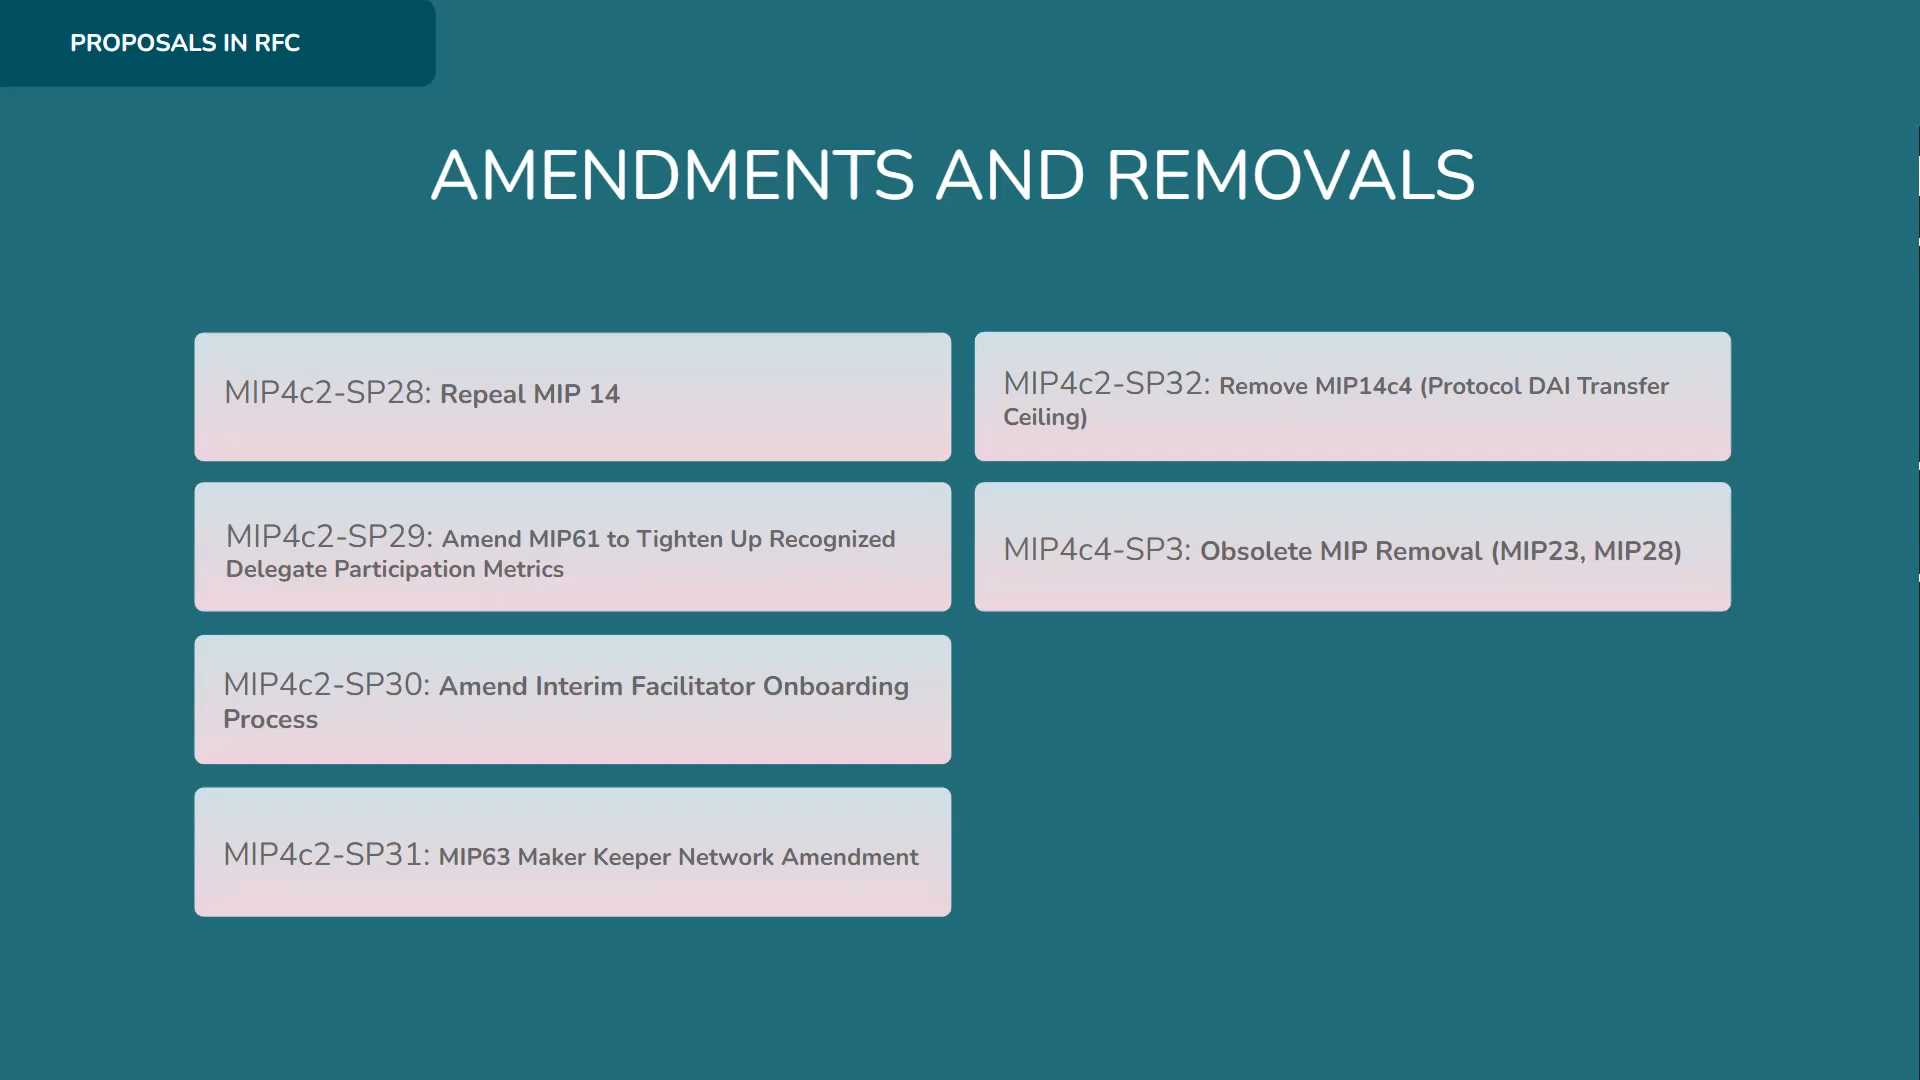 PROPOSALS IN RFC
AMENDMENTS AND REMOVALS
MIP4c2-SP28: Repeal MIP 14
MIP4c2-SP29: Amend MIP61 to Tighten Up Recognized
Delegate Participation Metrics
MIP4c2-SP30: Amend Interim Facilitator Onboarding
Process
MIP4c2-SP31: MIP63 Maker Keeper Network Amendment
MIP4c2-SP32: Remove MIP14c4 (Protocol DAI Transfer
Ceiling)
MIP4c4-SP3: Obsolete MIP Removal (MIP23, MIP28)